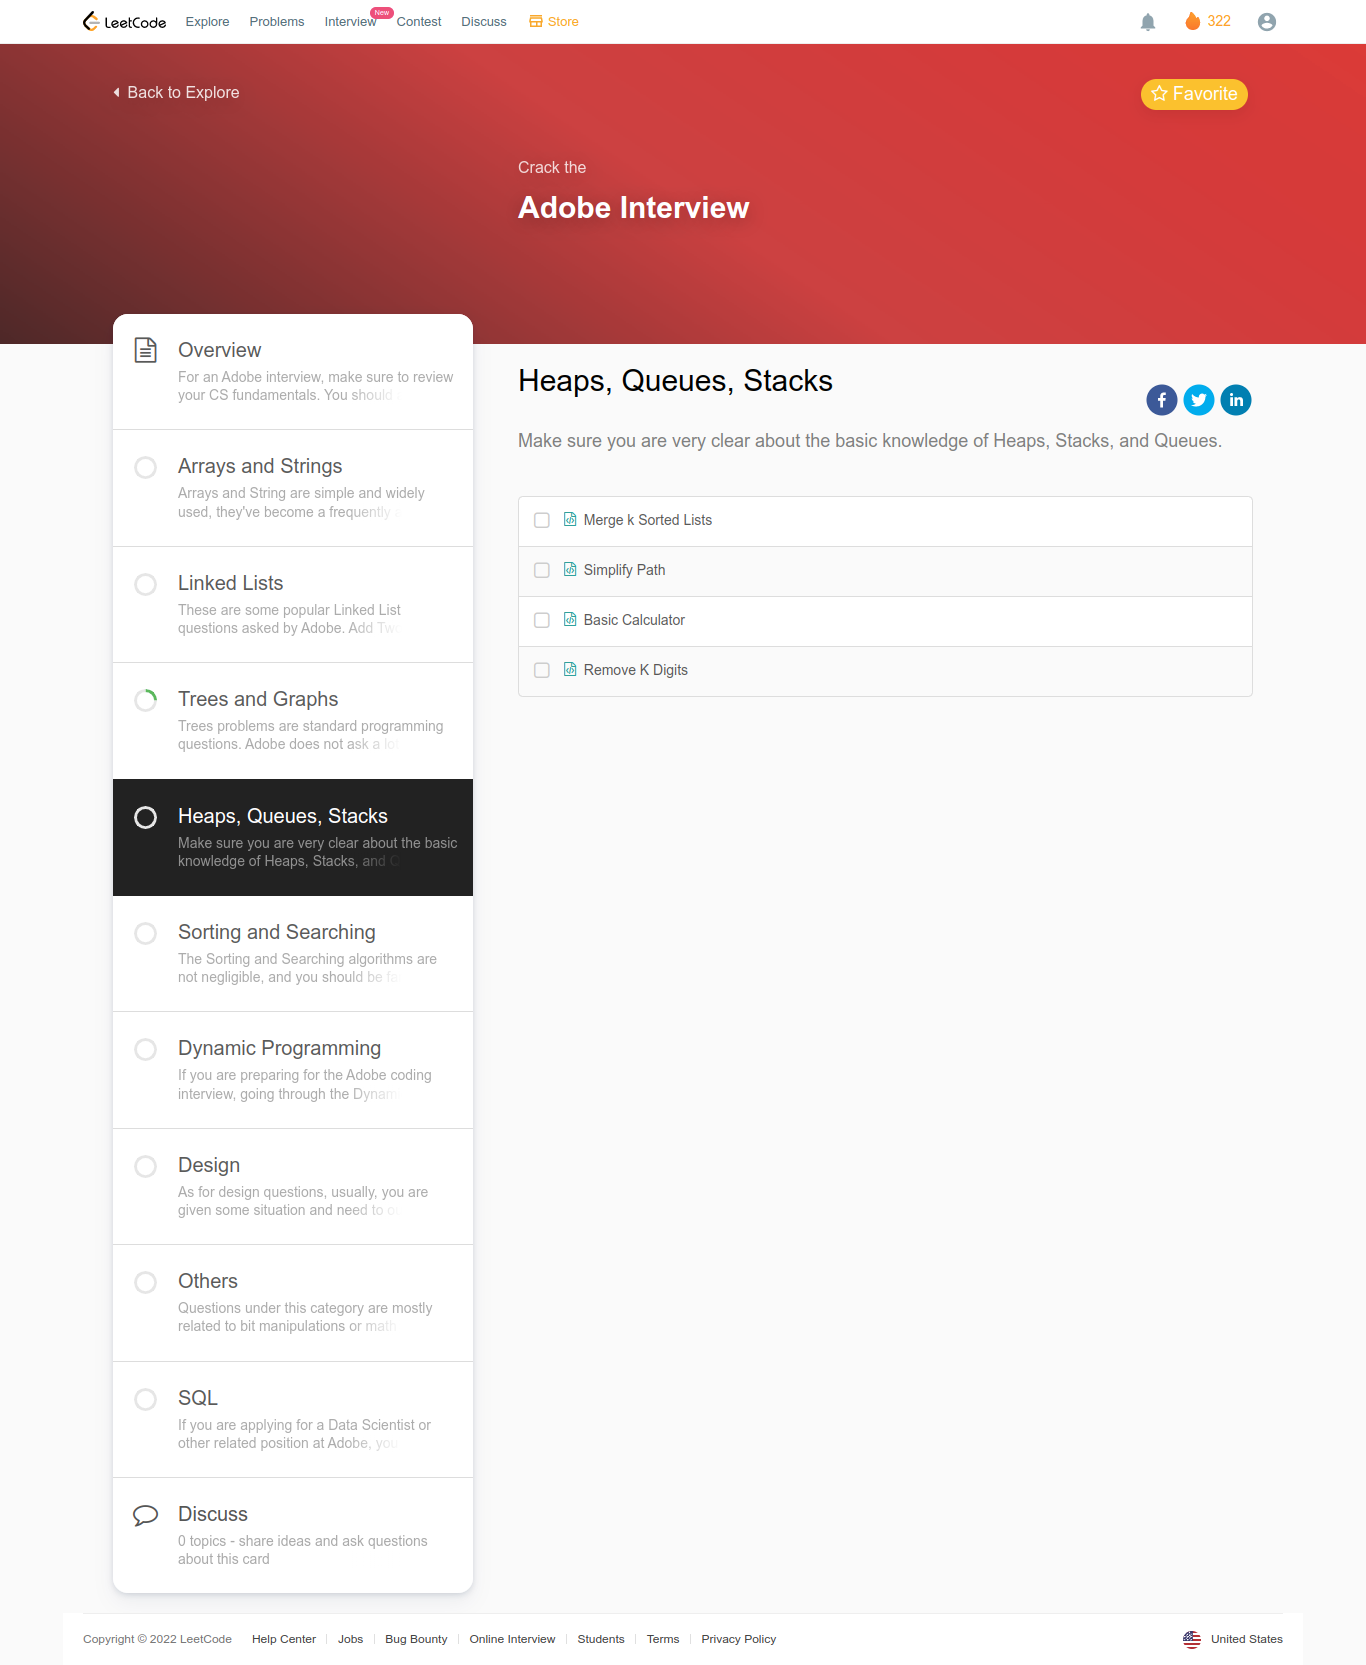 LeetCode Explore Problems Interview New Contest Discuss Store 322
Back to Explore
Favorite
Crack the
Adobe Interview
Overview
For an Adobe interview, make sure to review
your CS fundamentals. You should
Arrays and Strings
Arrays and String are simple and widely
used, they've become a frequently
Linked Lists
These are some popular Linked List
questions asked by Adobe. Add Two
Trees and Graphs
Trees problems are standard programming
questions. Adobe does not ask a lot
Heaps, Queues, Stacks
Make sure you are very clear about the basic
knowledge of Heaps, Stacks, and
Sorting and Searching
The Sorting and Searching algorithms are
not negligible, and you should be
Dynamic Programming
If you are preparing for the Adobe coding
interview, going through the
Design
As for design questions, usually, you are
given some situation and need to
Others
Questions under this category are mostly
related to bit manipulations or math
SQL
If you are applying for a Data Scientist or
other related position at Adobe, you
Discuss
0 topics - share ideas and ask questions
about this card
Heaps, Queues, Stacks
Make sure you are very clear about the basic knowledge of Heaps, Stacks, and Queues.
Merge k Sorted Lists
Simplify Path
Basic Calculator
Remove K Digits
Copyright © 2022 LeetCode Help Center Jobs Bug Bounty Online Interview Students Terms Privacy Policy United States